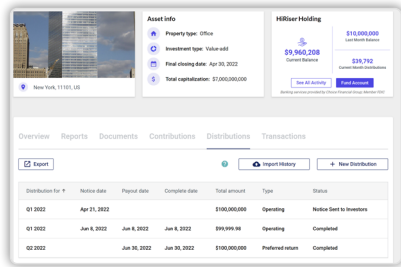 Asset info
Property type: Office
Investment type: Value-add
Final closing date: Apr 30, 2022
Total capitalization: $7,000,000,000
New York, 11101, US
HiRiser Holding
$9,960,208
Current Balance
$10,000,000
Last Month Balance
$39,792
Current Month Distributions
See All Activity
Fund Account
Overview Reports Documents Contributions Distributions Transactions
Export
Import History
+ New Distribution
Distribution for ↑ Notice date Payout date Complete date Total amount Type Status
Q1 2022 Apr 21, 2022 $100,000,000 Operating Notice Sent to Investors
Q1 2022 Jun 8, 2022 Jun 8, 2022 Jun 8, 2022 $99,999.98 Operating Completed
Q2 2022 Jun 30, 2022 Jun 30, 2022 $100,000,000 Preferred return Completed